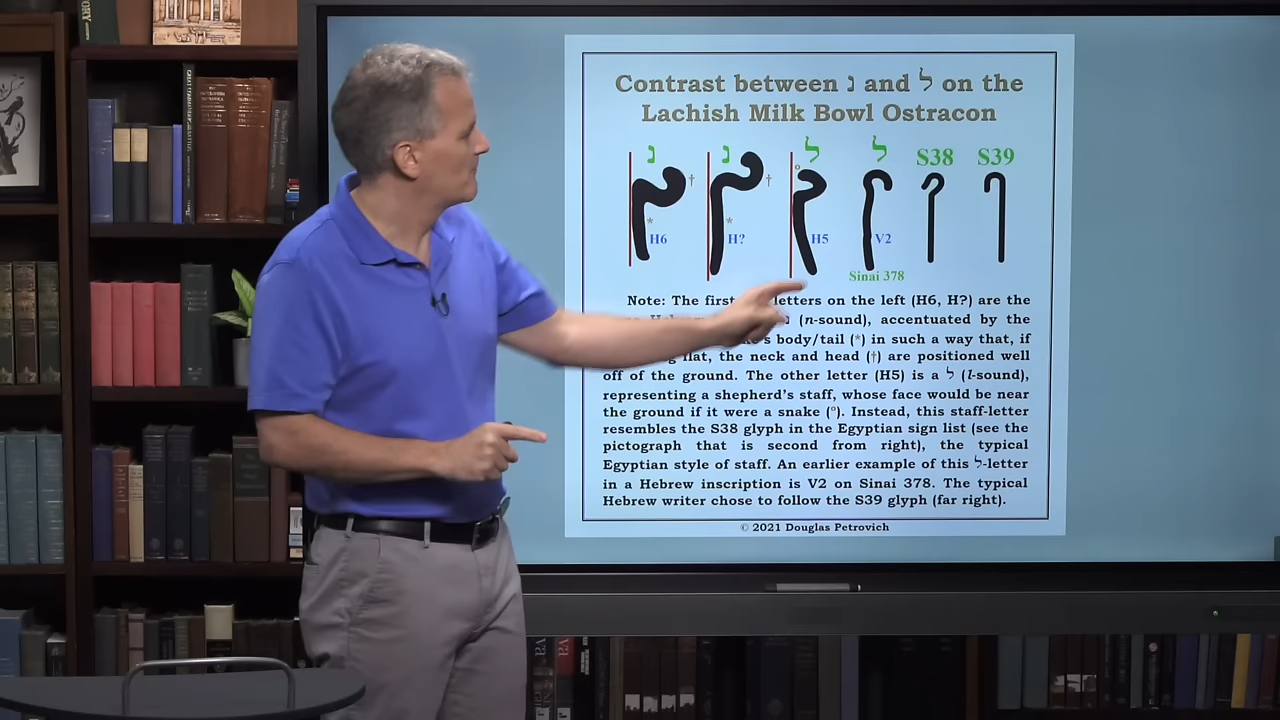 Contrast between נ and ל on the
Lachish Milk Bowl Ostracon
נ נ ל ל S38 S39
† † º
* *
H6 H? H5 V2
Sinai 378
Note: The first letters on the left (H6, H?) are the
(n-sound), accentuated by the
body/tail (*) in such a way that, if
flat, the neck and head (†) are positioned well
off of the ground. The other letter (H5) is a ל (l-sound),
representing a shepherd's staff, whose face would be near
the ground if it were a snake (º). Instead, this staff-letter
resembles the S38 glyph in the Egyptian sign list (see the
pictograph that is second from right), the typical
Egyptian style of staff. An earlier example of this ל-letter
in a Hebrew inscription is V2 on Sinai 378. The typical
Hebrew writer chose to follow the S39 glyph (far right).
© 2021 Douglas Petrovich